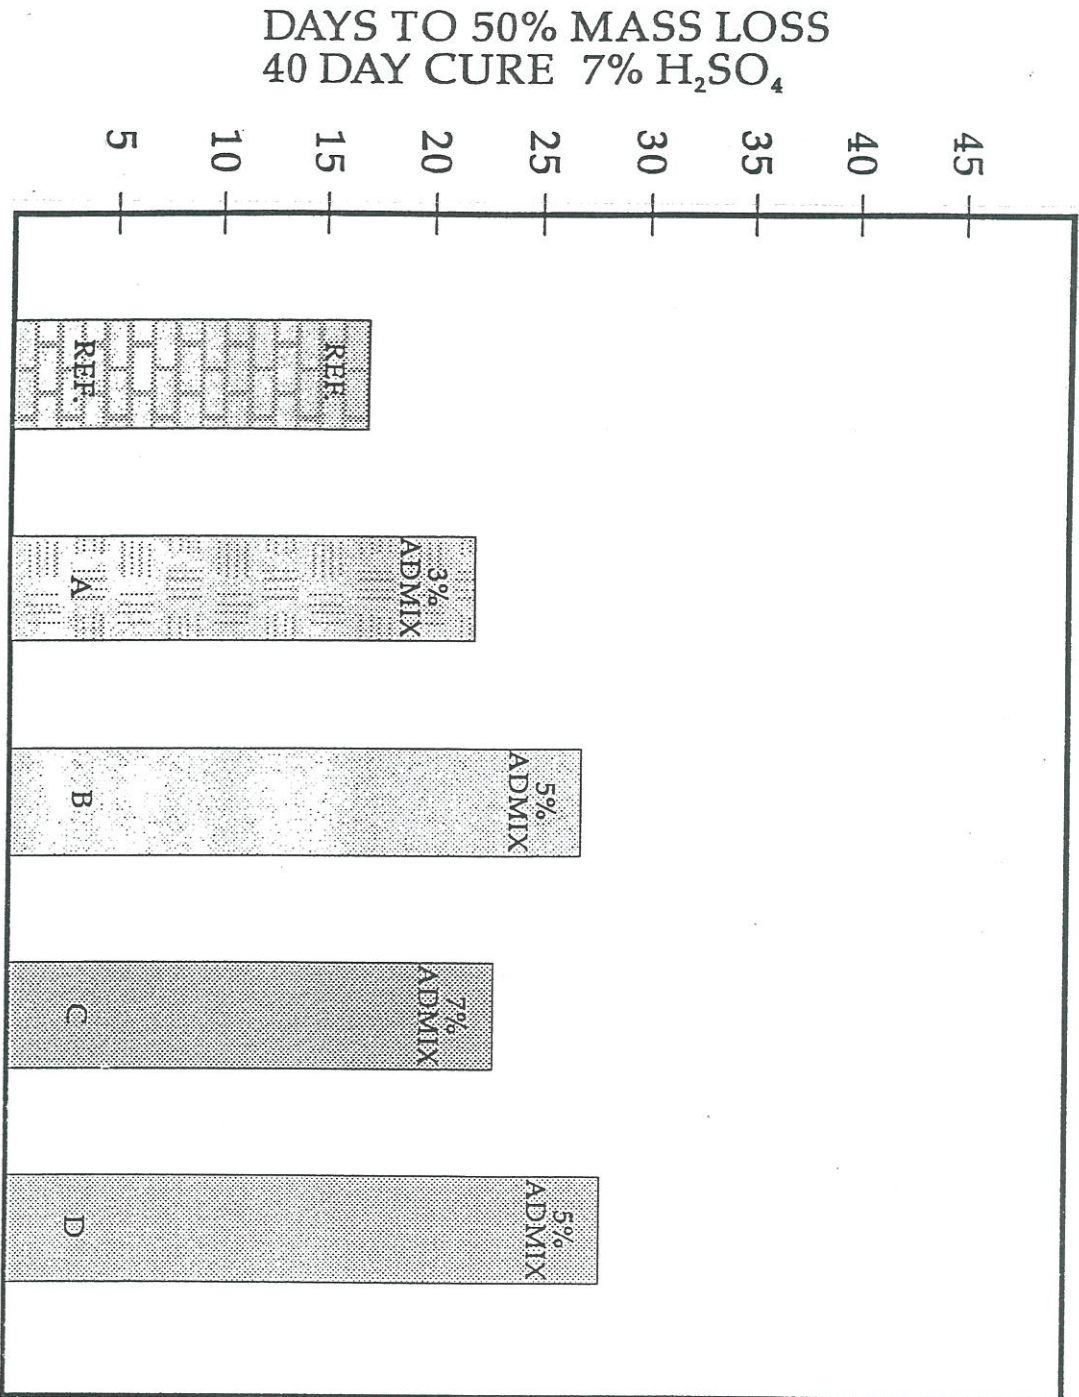 DAYS TO 50% MASS LOSS
40 DAY CURE 7% H₂SO₄
5
10
15
20
25
30
35
40
45
REF.
REF.
3%
ADMIX
A
5%
ADMIX
B
7%
ADMIX
C
5%
ADMIX
D